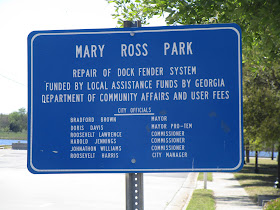 MARY ROSS PARK
REPAIR OF DOCK FENDER SYSTEM
FUNDED BY LOCAL ASSISTANCE FUNDS BY GEORGIA
DEPARTMENT OF COMMUNITY AFFAIRS AND USER FEES
CITY OFFICIALS
BRADFORD BROWN MAYOR
DORIS DAVIS MAYOR PRO-TEM
ROOSEVELT LAWRENCE COMMISSIONER
HAROLD JENNINGS COMMISSIONER
JOHNATHON WILLIAMS COMMISSIONER
ROOSEVELT HARRIS CITY MANAGER